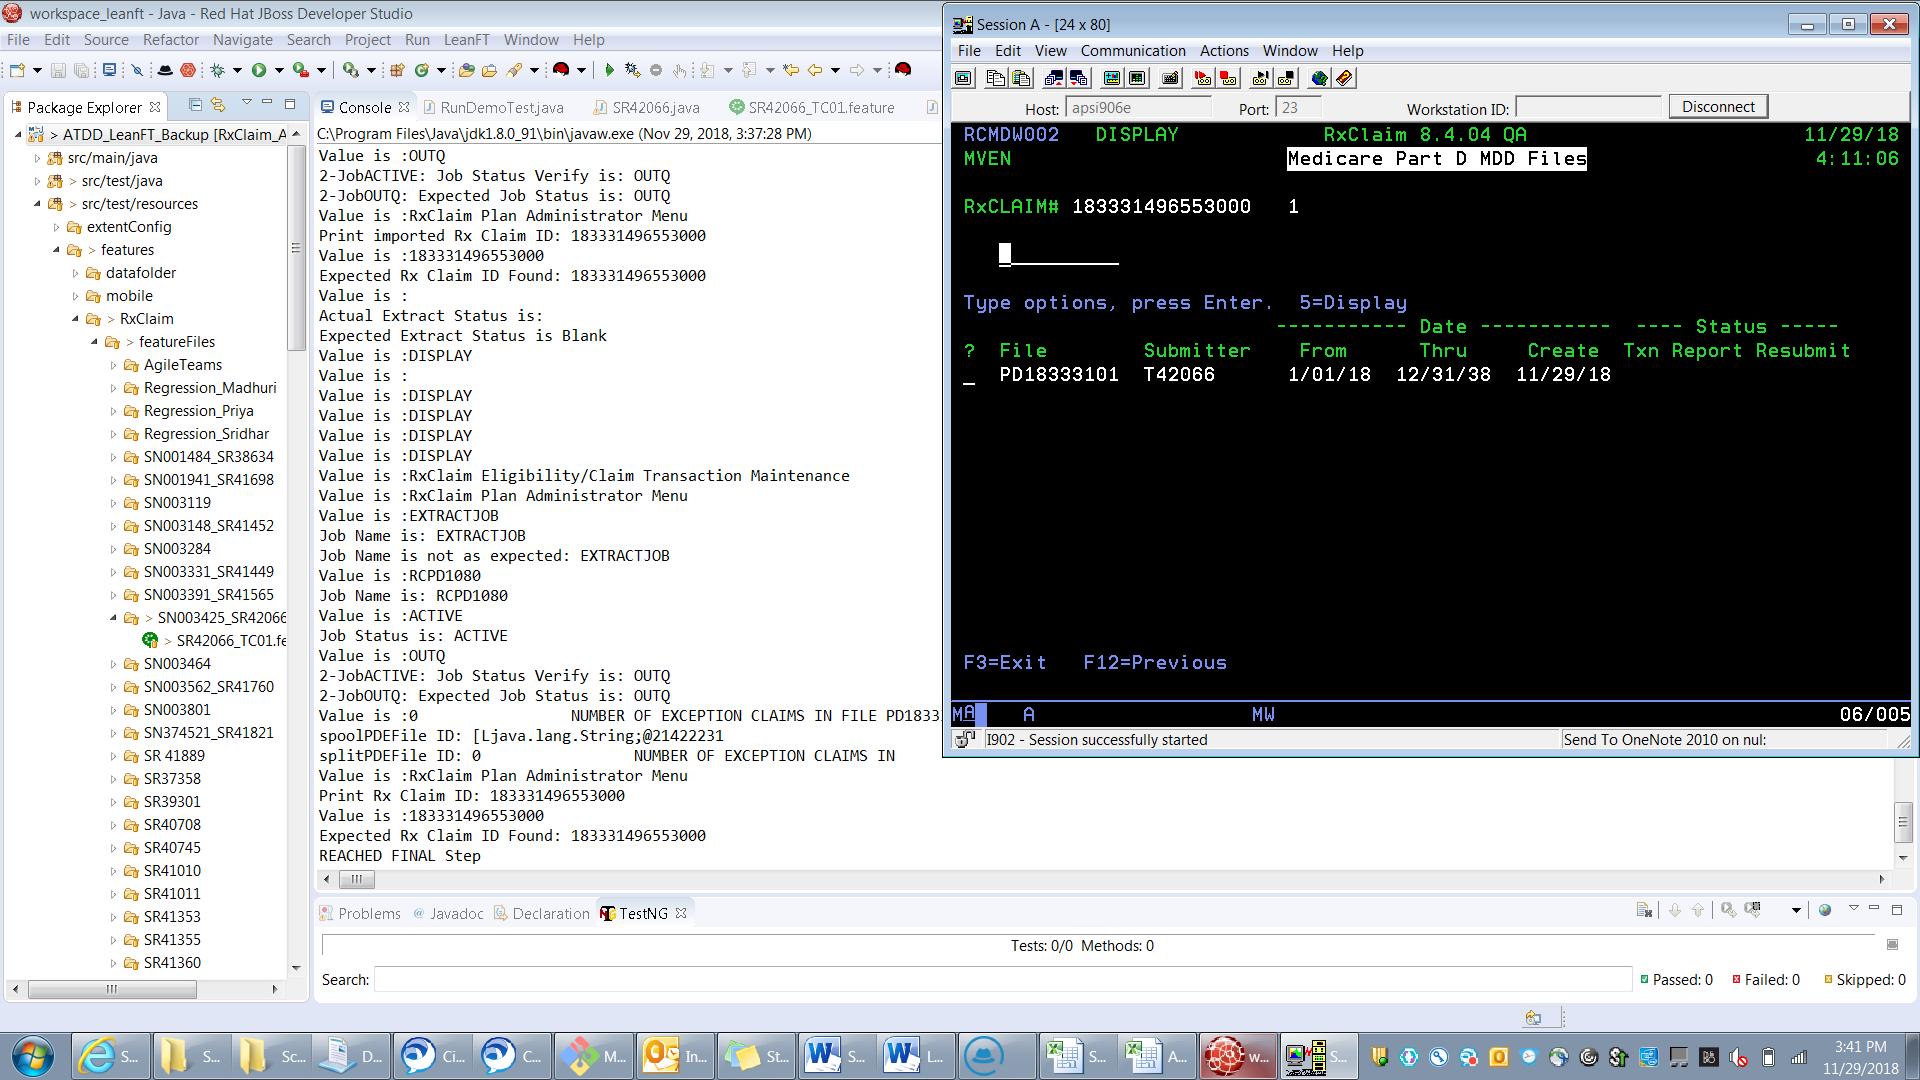 workspace_leanft - Java - Red Hat JBoss Developer Studio
File Edit Source Refactor Navigate Search Project Run LeanFT Window Help
Package Explorer
> ATDD_LeanFT_Backup [RxClaim_A
src/main/java
> src/test/java
> src/test/resources
extentConfig
> features
datafolder
mobile
> RxClaim
> featureFiles
AgileTeams
Regression_Madhuri
Regression_Priya
Regression_Sridhar
SN001484_SR38634
SN001941_SR41698
SN003119
SN003148_SR41452
SN003284
SN003331_SR41449
SN003391_SR41565
> SN003425_SR42066
> SR42066_TC01.fe
SN003464
SN003562_SR41760
SN003801
SN374521_SR41821
SR 41889
SR37358
SR39301
SR40708
SR40745
SR41010
SR41011
SR41353
SR41355
SR41360
Console RunDemoTest.java SR42066.java SR42066_TC01.feature
C:\Program Files\Java\jdk1.8.0_91\bin\javaw.exe (Nov 29, 2018, 3:37:28 PM)
Value is :OUTQ
2-JobACTIVE: Job Status Verify is: OUTQ
2-JobOUTQ: Expected Job Status is: OUTQ
Value is :RxClaim Plan Administrator Menu
Print imported Rx Claim ID: 183331496553000
Value is :183331496553000
Expected Rx Claim ID Found: 183331496553000
Value is :
Actual Extract Status is:
Expected Extract Status is Blank
Value is :DISPLAY
Value is :
Value is :DISPLAY
Value is :DISPLAY
Value is :DISPLAY
Value is :DISPLAY
Value is :RxClaim Eligibility/Claim Transaction Maintenance
Value is :RxClaim Plan Administrator Menu
Value is :EXTRACTJOB
Job Name is: EXTRACTJOB
Job Name is not as expected: EXTRACTJOB
Value is :RCPD1080
Job Name is: RCPD1080
Value is :ACTIVE
Job Status is: ACTIVE
Value is :OUTQ
2-JobACTIVE: Job Status Verify is: OUTQ
2-JobOUTQ: Expected Job Status is: OUTQ
Value is :0 NUMBER OF EXCEPTION CLAIMS IN FILE PD1833
spoolPDEFile ID: [Ljava.lang.String;@21422231
splitPDEFile ID: 0 NUMBER OF EXCEPTION CLAIMS IN
Value is :RxClaim Plan Administrator Menu
Print Rx Claim ID: 183331496553000
Value is :183331496553000
Expected Rx Claim ID Found: 183331496553000
REACHED FINAL Step
Problems @ Javadoc Declaration TestNG
Tests: 0/0 Methods: 0
Search:
Passed: 0 Failed: 0 Skipped: 0
Session A - [24 x 80]
File Edit View Communication Actions Window Help
Host: apsi906e Port: 23 Workstation ID: Disconnect
RCMDW002 DISPLAY RxClaim 8.4.04 QA 11/29/18
MVEN Medicare Part D MDD Files 4:11:06
RxCLAIM# 183331496553000 1
Type options, press Enter. 5=Display
----------- Date ----------- ---- Status -----
? File Submitter From Thru Create Txn Report Resubmit
_ PD18333101 T42066 1/01/18 12/31/38 11/29/18
F3=Exit F12=Previous
MA A MW 06/005
I902 - Session successfully started
Send To OneNote 2010 on nul:
S... S... Sc... D... Ci... C... M... In... St... S... L... S... A... w... S...
3:41 PM
11/29/2018